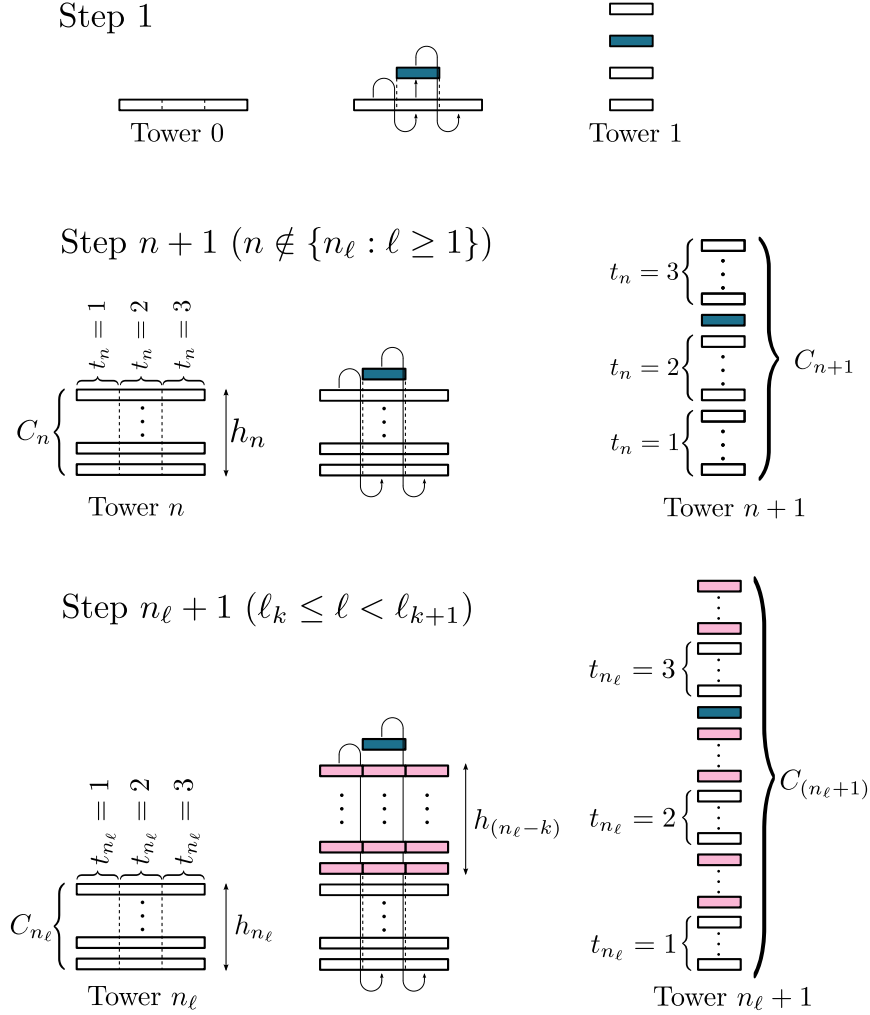 Step 1
Tower 0
Tower 1
Step n + 1 (n ∉ {n_ℓ : ℓ ≥ 1})
t_n = 1
t_n = 2
t_n = 3
C_n
h_n
Tower n
t_n = 3
t_n = 2
t_n = 1
C_{n+1}
Tower n + 1
Step n_ℓ + 1 (ℓ_k ≤ ℓ < ℓ_{k+1})
t_{n_ℓ} = 1
t_{n_ℓ} = 2
t_{n_ℓ} = 3
C_{n_ℓ}
h_{n_ℓ}
Tower n_ℓ
h_{(n_ℓ−k)}
t_{n_ℓ} = 3
t_{n_ℓ} = 2
t_{n_ℓ} = 1
C_{(n_ℓ+1)}
Tower n_ℓ + 1